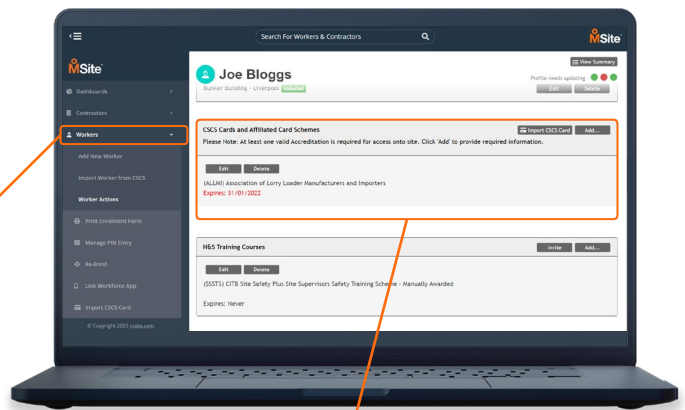 Search For Workers & Contractors
MSite
MSite
Dashboards
Contractors
Workers
Add New Worker
Import Worker from CSCS
Worker Actions
Print Enrolment Form
Manage PIN Entry
Re-Enrol
Link Workforce App
Import CSCS Card
© Copyright 2023 msite.com
View Summary
Joe Bloggs
Profile needs updating
Bunker Building - Liverpool
Edit Delete
CSCS Cards and Affiliated Card Schemes
Import CSCS Card Add...
Please Note: At least one valid Accreditation is required for access onto site. Click 'Add' to provide required information.
Edit Delete
(ALLMI) Association of Lorry Loader Manufacturers and Importers
Expires: 31/01/2022
H&S Training Courses
Invite Add...
Edit Delete
(SSSTS) CITB Site Safety Plus Site Supervisors Safety Training Scheme - Manually Awarded
Expires: Never